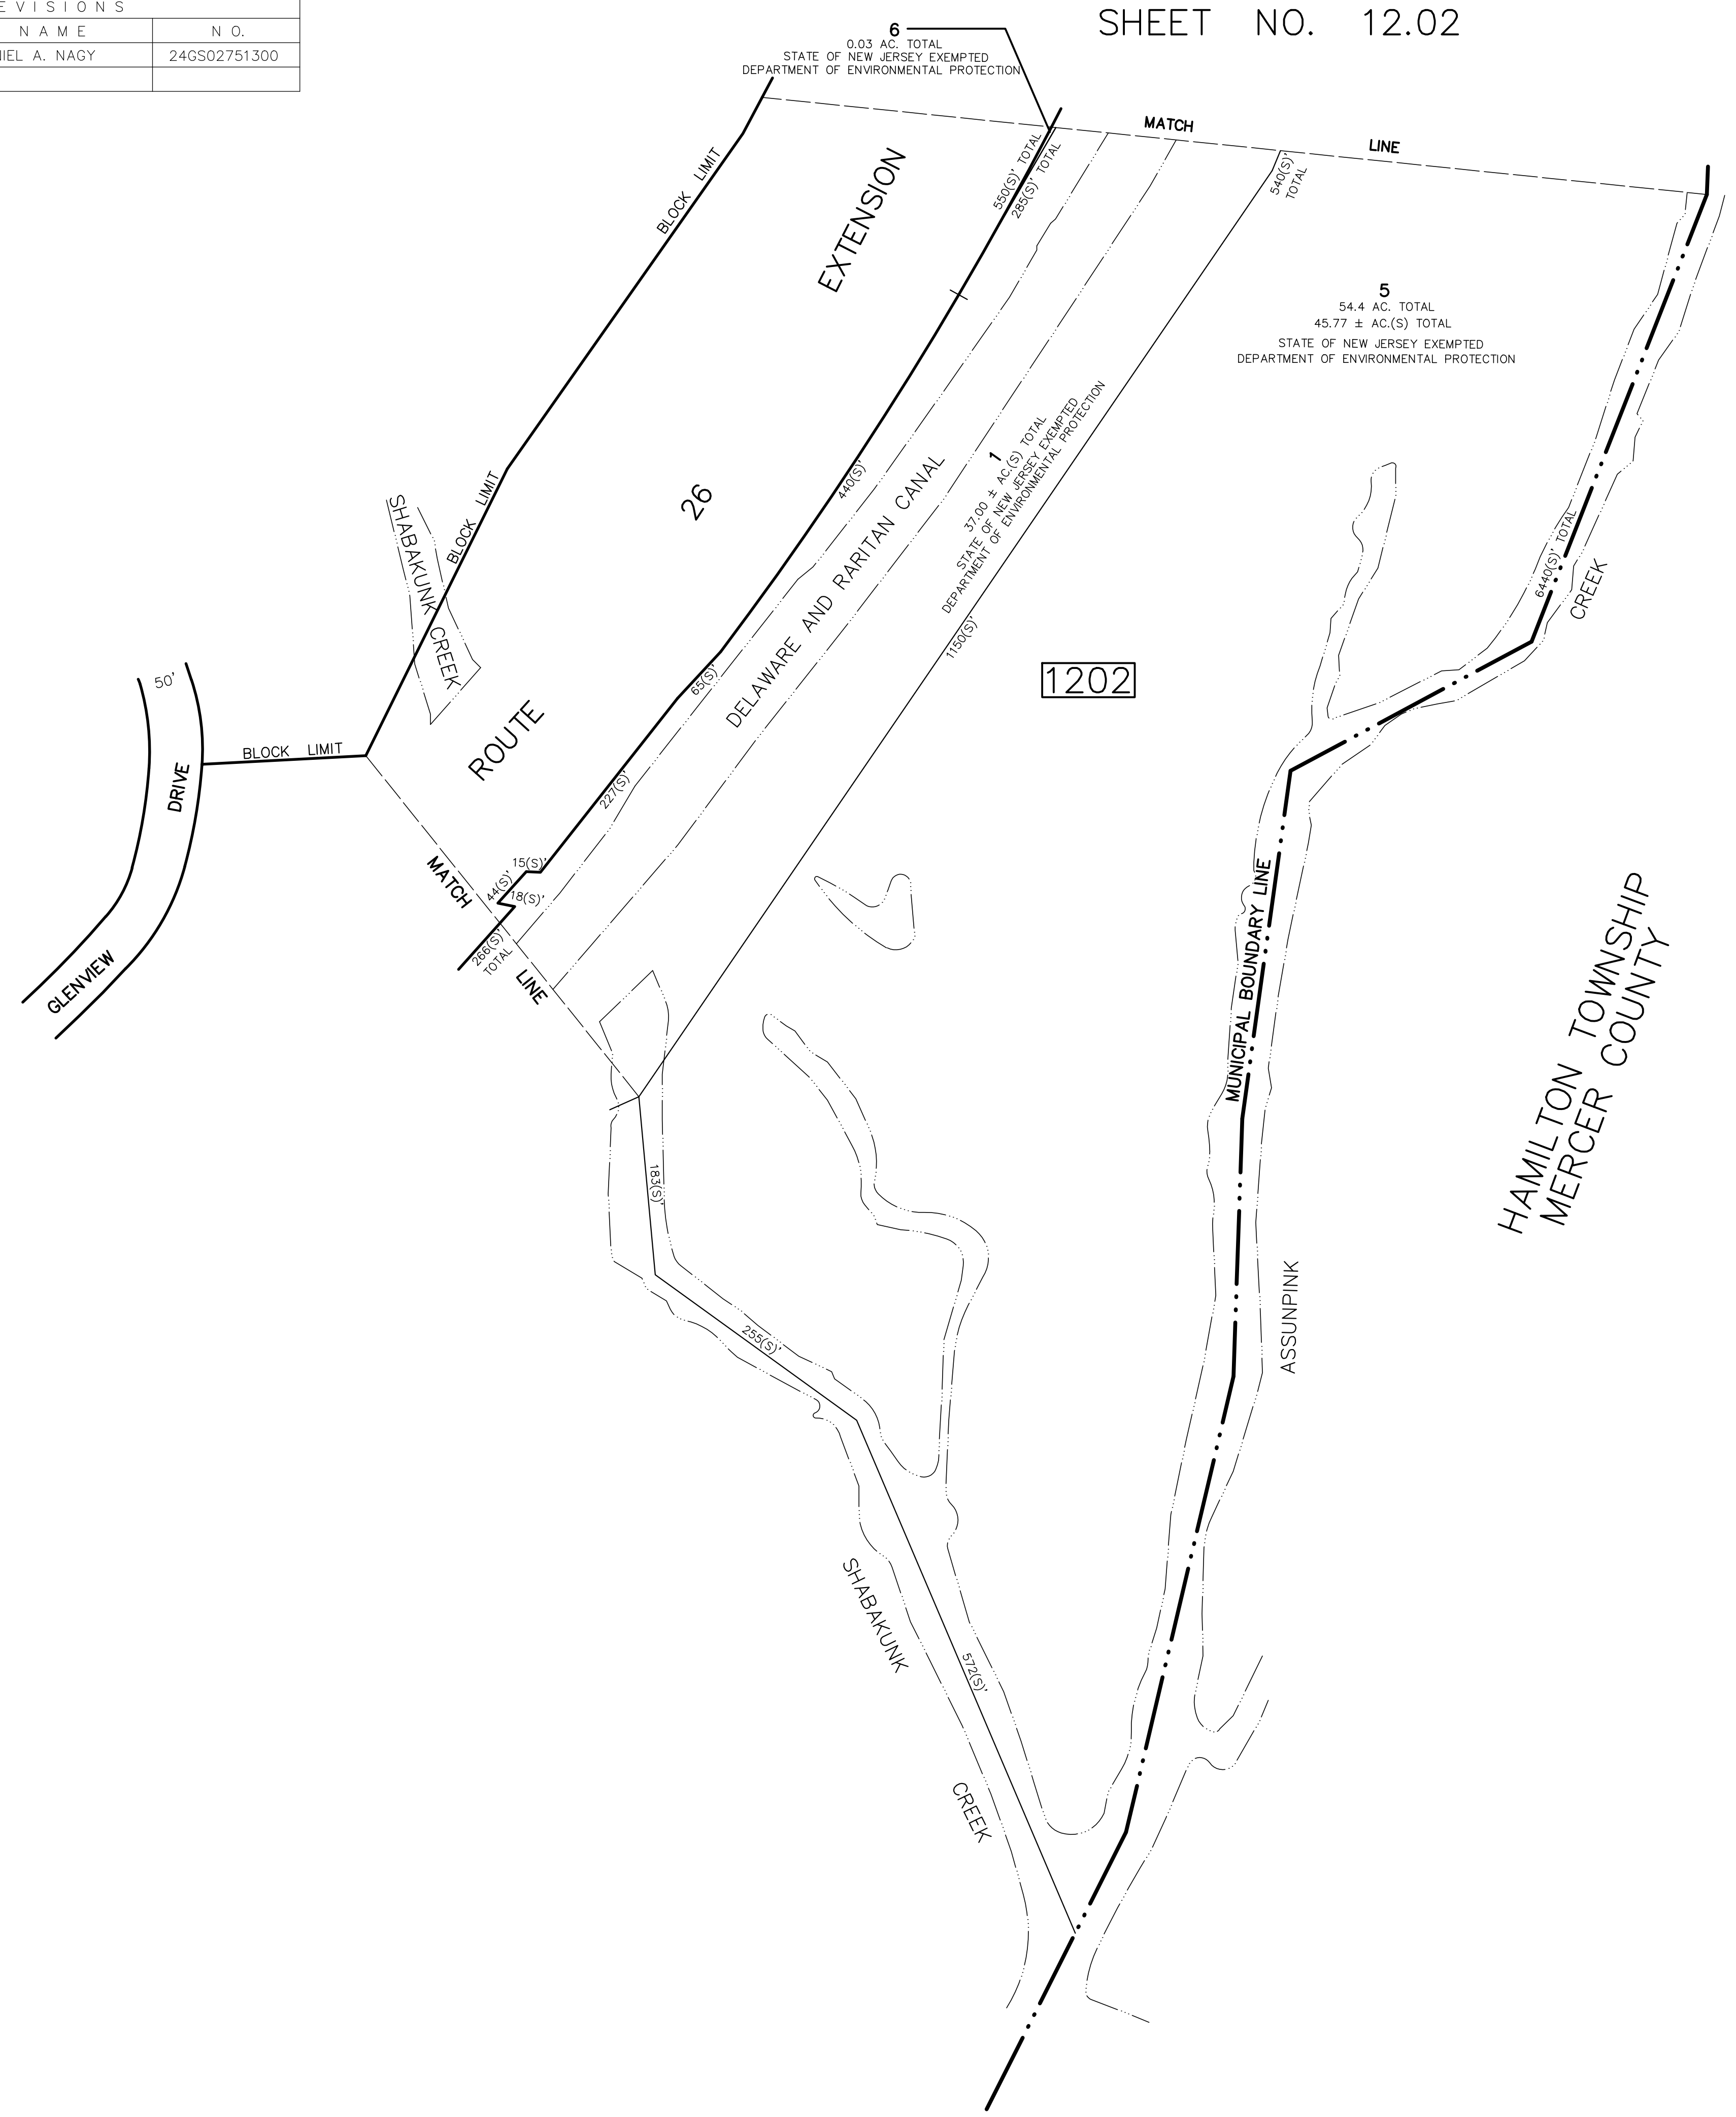 EVISIONS
NAME NO.
NIEL A. NAGY 24GS02751300
SHEET NO. 12.02
6
0.03 AC. TOTAL
STATE OF NEW JERSEY EXEMPTED
DEPARTMENT OF ENVIRONMENTAL PROTECTION
MATCH
LINE
BLOCK LIMIT
EXTENSION
550(S)' TOTAL
285(S)' TOTAL
540(S)'
TOTAL
5
54.4 AC. TOTAL
45.77 ± AC.(S) TOTAL
STATE OF NEW JERSEY EXEMPTED
DEPARTMENT OF ENVIRONMENTAL PROTECTION
1
37.00 ± AC.(S) TOTAL
STATE OF NEW JERSEY EXEMPTED
DEPARTMENT OF ENVIRONMENTAL PROTECTION
440(S)'
26
BLOCK LIMIT
SHABAKUNK CREEK
DELAWARE AND RARITAN CANAL
6440(S)' TOTAL
CREEK
1150(S)'
1202
65(S)'
50'
ROUTE
BLOCK LIMIT
DRIVE
227(S)'
GLENVIEW
MATCH
LINE
15(S)'
44(S)'
18(S)'
266(S)'
TOTAL
MUNICIPAL BOUNDARY LINE
HAMILTON TOWNSHIP
MERCER COUNTY
183(S)'
255(S)'
ASSUNPINK
SHABAKUNK
572(S)'
CREEK